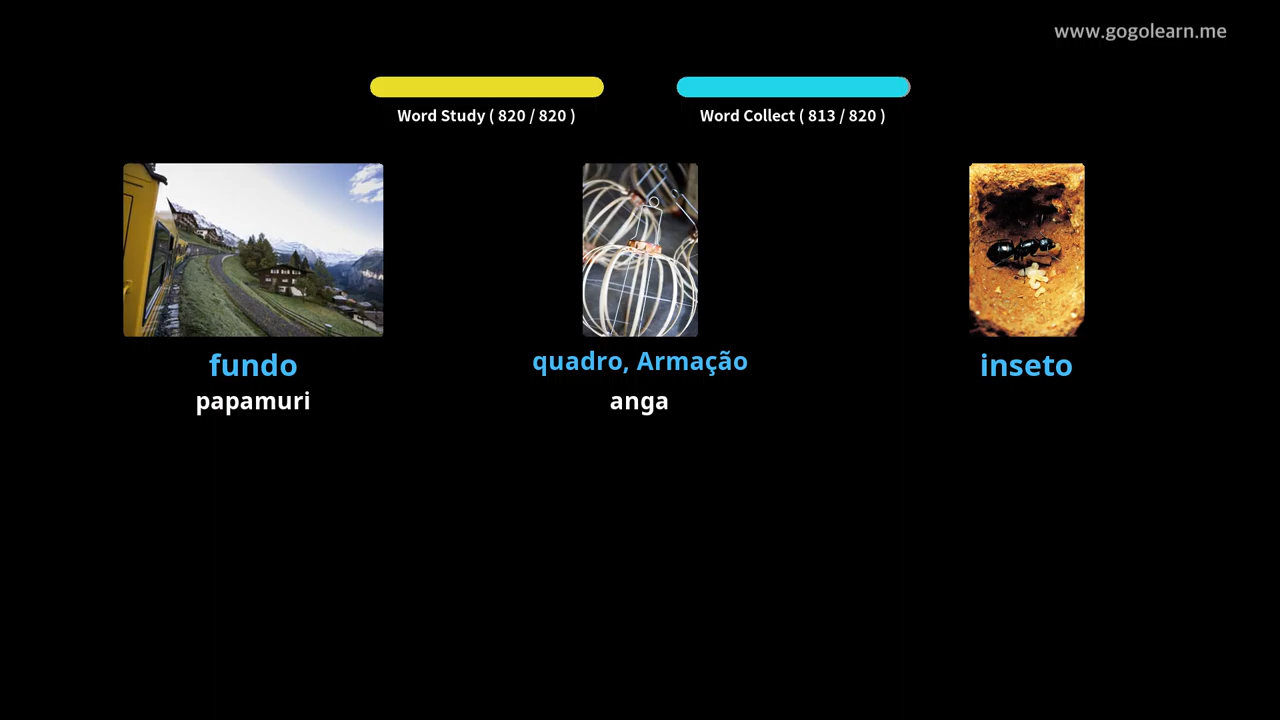 www.gogolearn.me
Word Study ( 820 / 820 )
Word Collect ( 813 / 820 )
fundo
papamuri
quadro, Armação
anga
inseto